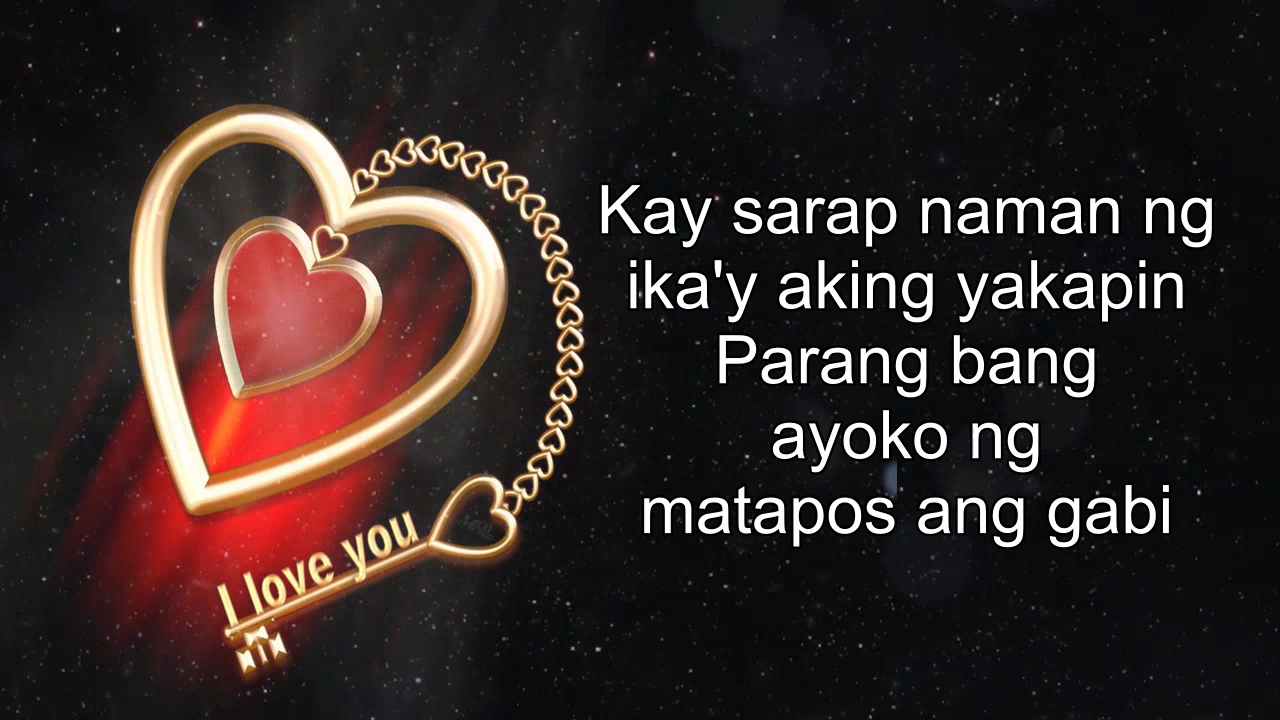 Kay sarap naman ng
ika'y aking yakapin
Parang bang
ayoko ng
matapos ang gabi
I love you